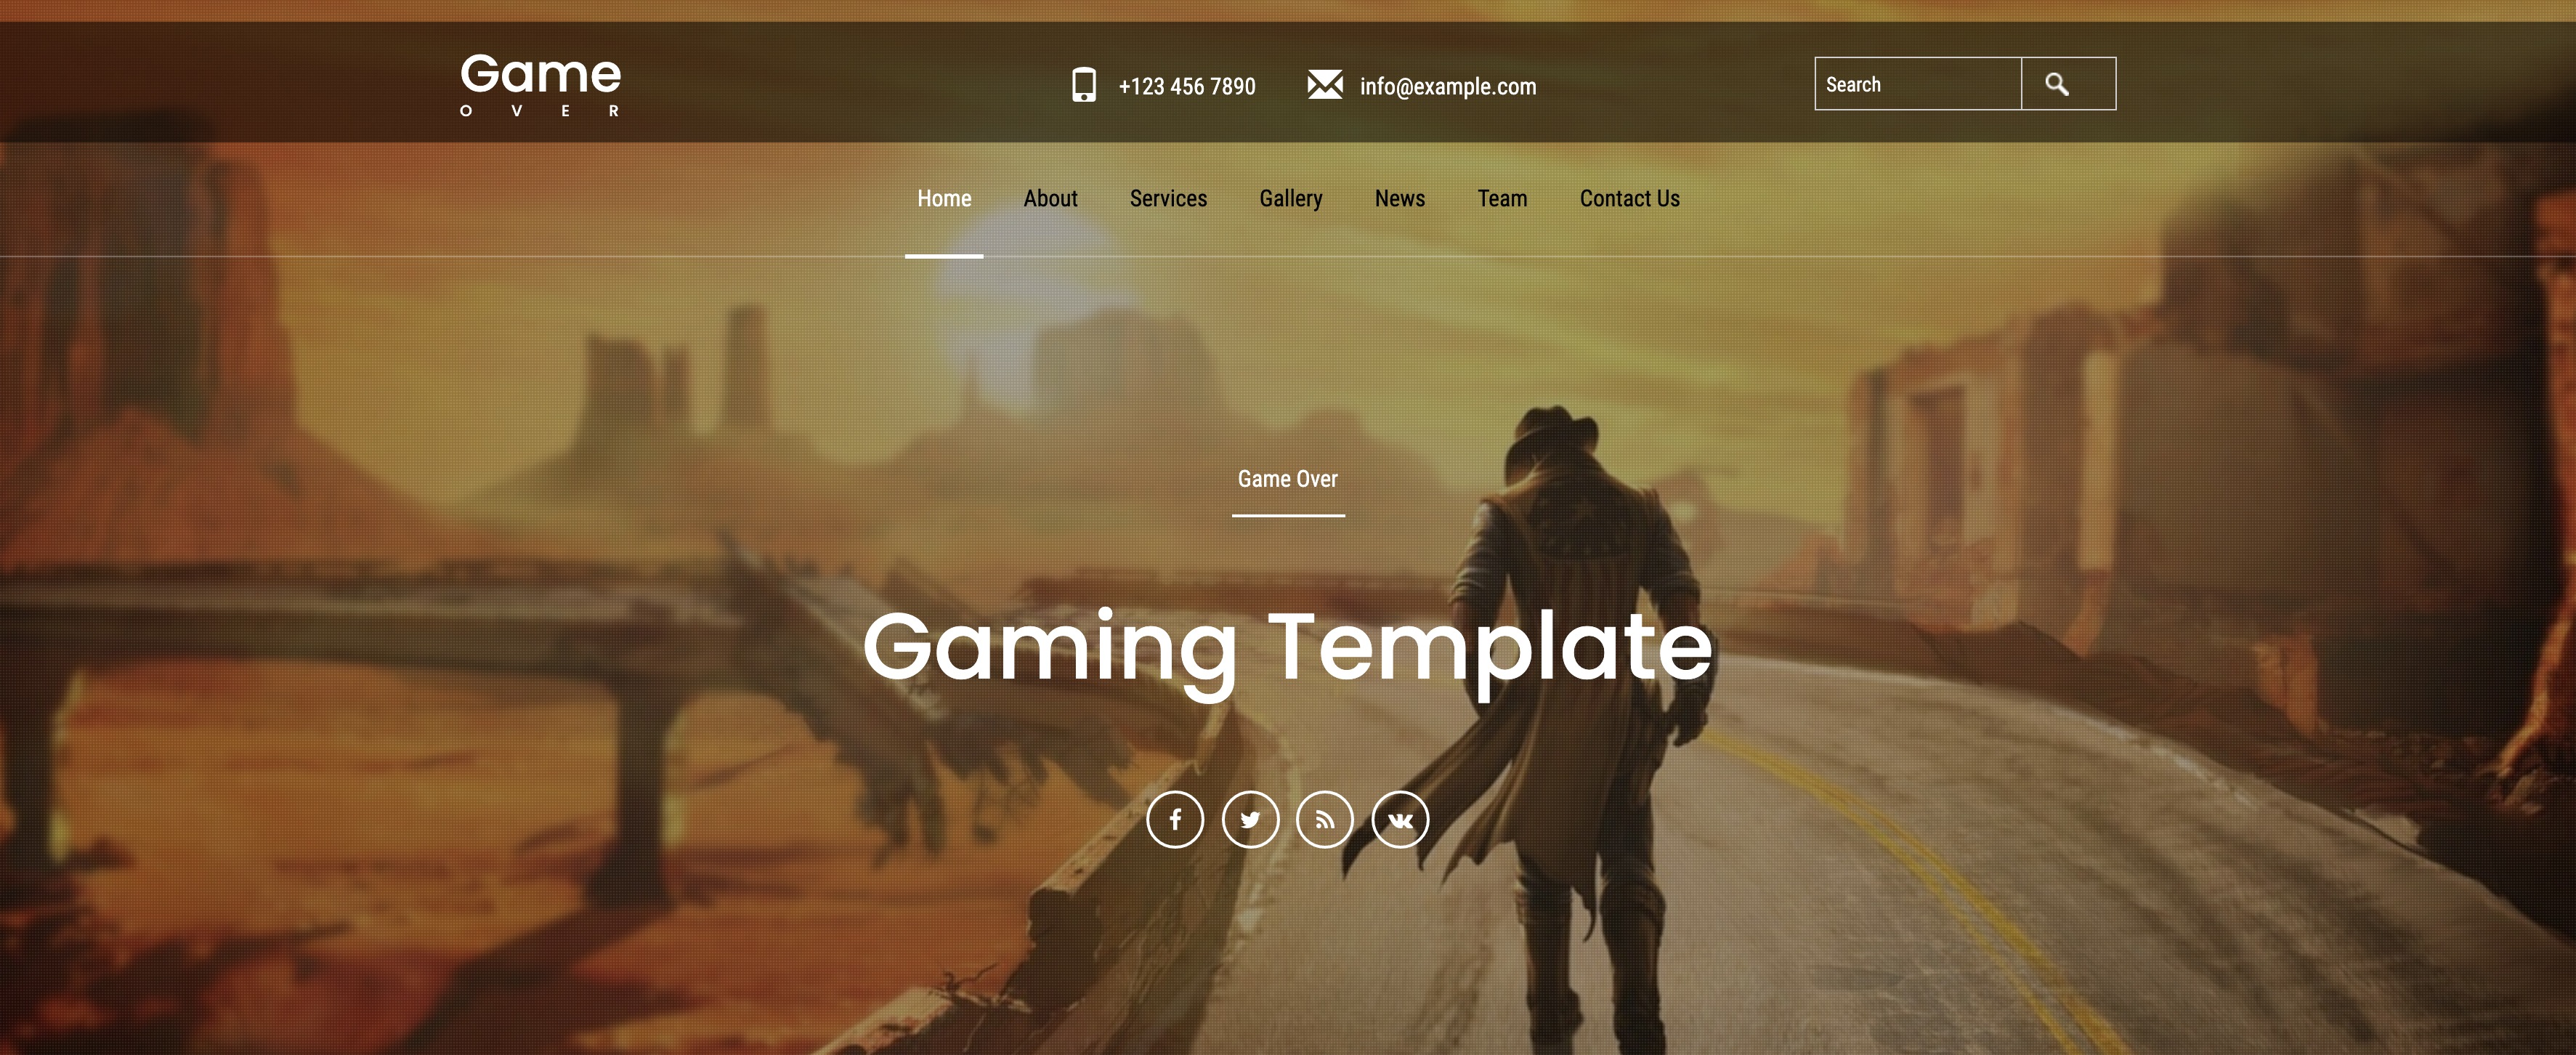 Game
OVER
+123 456 7890
info@example.com
Search
Home About Services Gallery News Team Contact Us
Game Over
Gaming Template